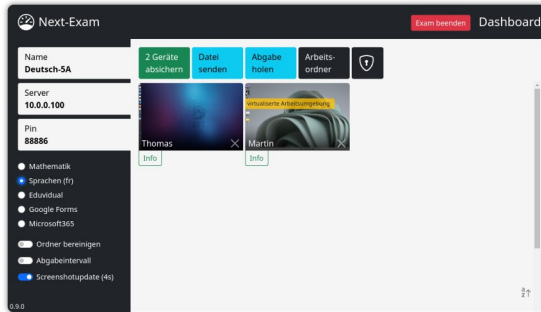 Next-Exam
Exam beenden
Dashboard
Name
Deutsch-5A
Server
10.0.0.100
Pin
88886
Mathematik
Sprachen (fr)
Eduvidual
Google Forms
Microsoft365
Ordner bereinigen
Abgabeintervall
Screenshotupdate (4s)
0.9.0
2 Geräte
absichern
Datei
senden
Abgabe
holen
Arbeits-
ordner
virtualiserte Arbeitsumgebung
Thomas
Martin
Info
Info
a
z